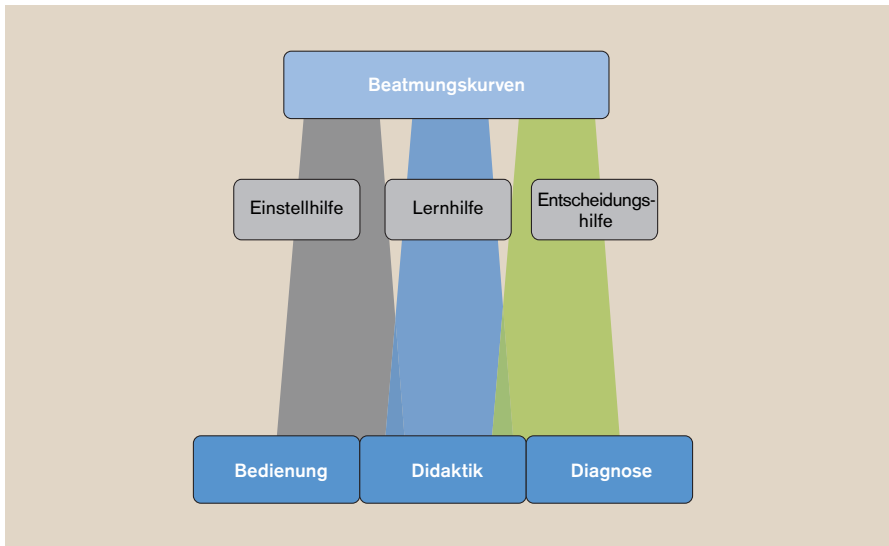 Beatmungskurven
Einstellhilfe
Lernhilfe
Entscheidungs-
hilfe
Bedienung
Didaktik
Diagnose